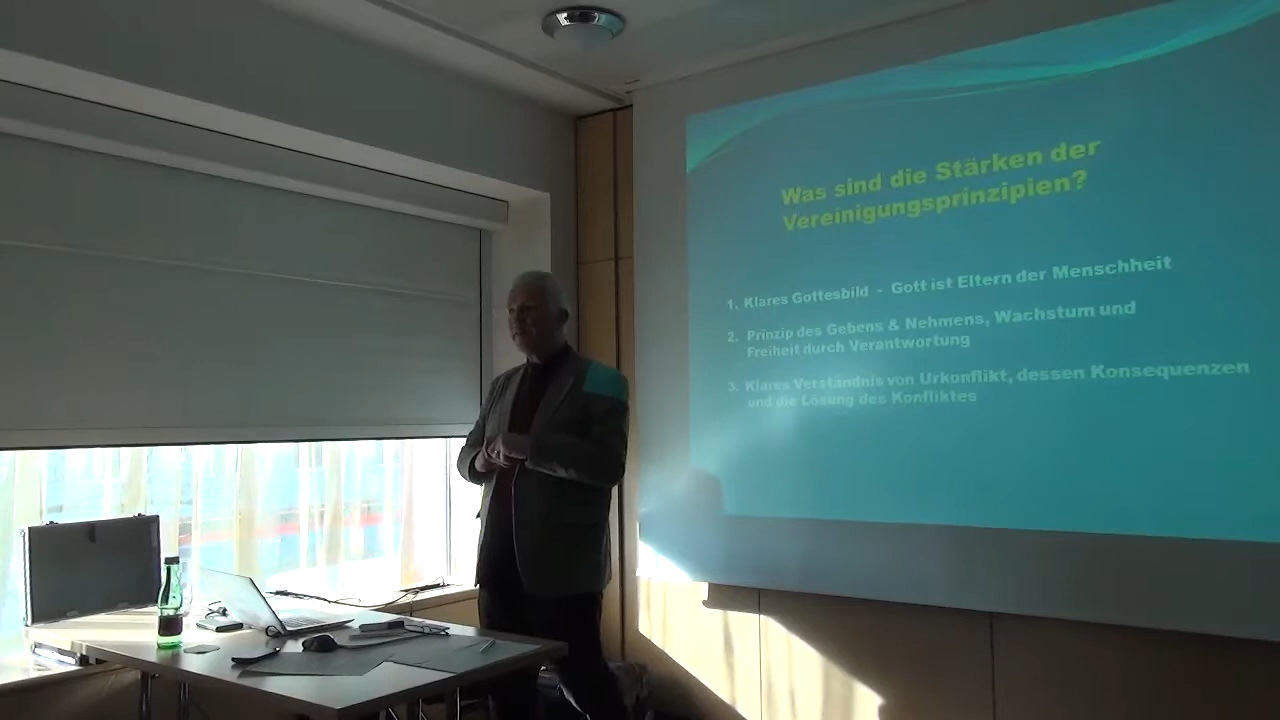 Was sind die Stärken der
Vereinigungsprinzipien?
1. Klares Gottesbild - Gott ist Eltern der Menschheit
2. Prinzip des Gebens & Nehmens, Wachstum und
Freiheit durch Verantwortung
3. Klares Verständnis von Urkonflikt, dessen Konsequenzen
und die Lösung des Konfliktes